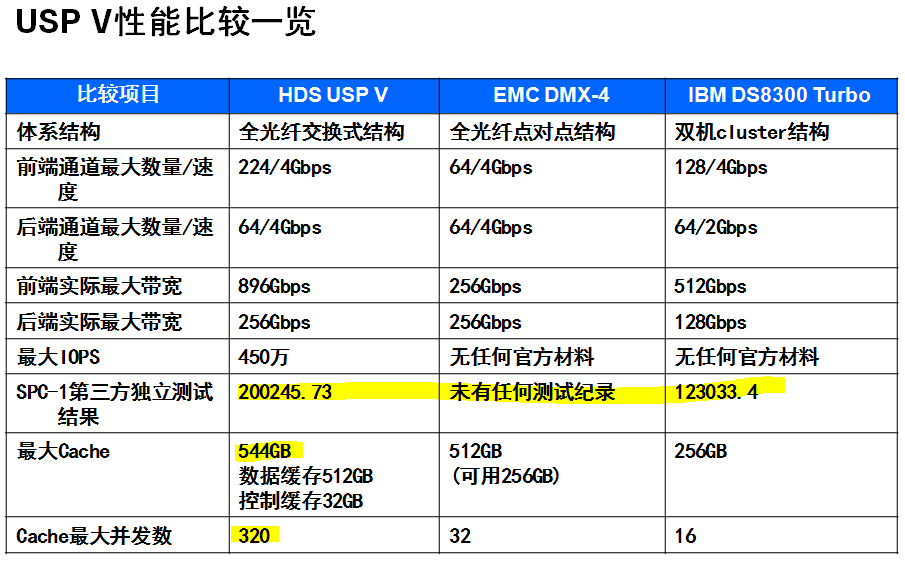 USP V性能比较一览
比较项目 HDS USP V EMC DMX-4 IBM DS8300 Turbo
体系结构 全光纤交换式结构 全光纤点对点结构 双机cluster结构
前端通道最大数量/速 224/4Gbps 64/4Gbps 128/4Gbps
度
后端通道最大数量/速 64/4Gbps 64/4Gbps 64/2Gbps
度
前端实际最大带宽 896Gbps 256Gbps 512Gbps
后端实际最大带宽 256Gbps 256Gbps 128Gbps
最大IOPS 450万 无任何官方材料 无任何官方材料
SPC-1第三方独立测试 200245.73 未有任何测试纪录 123033.4
结果
最大Cache 544GB 512GB 256GB
数据缓存512GB (可用256GB)
控制缓存32GB
Cache最大并发数 320 32 16